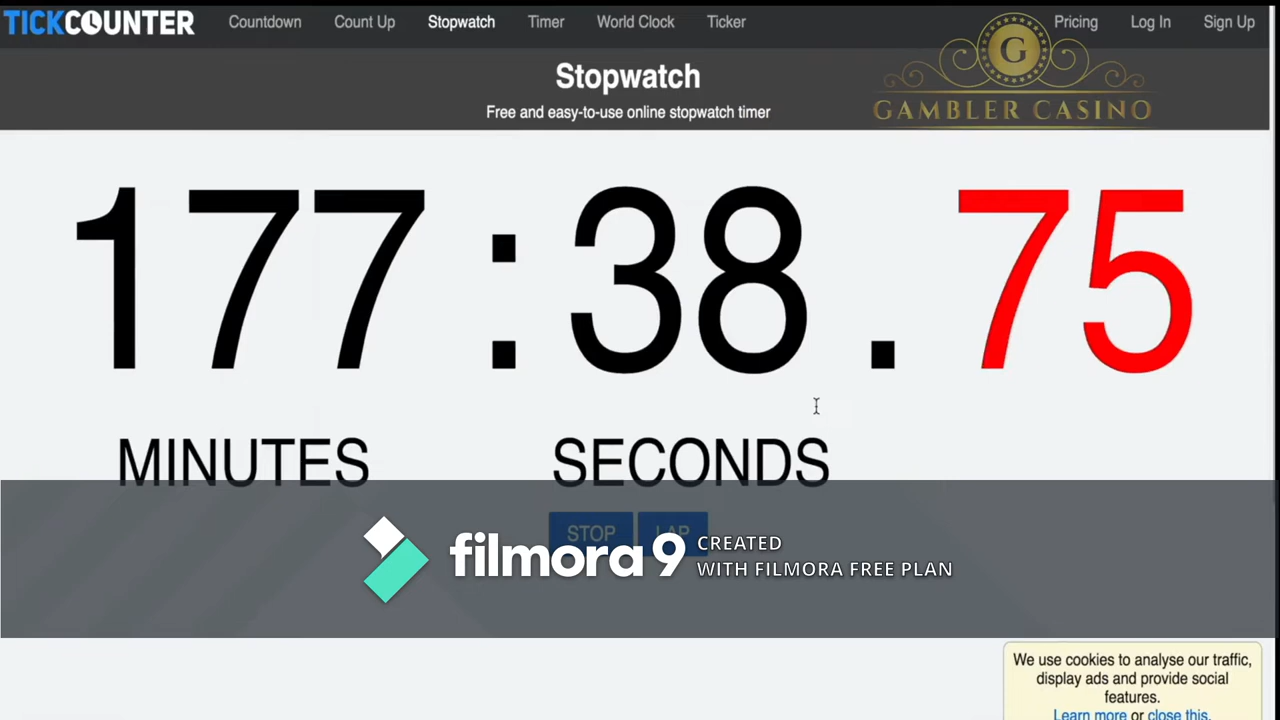 TICKCOUNTER Countdown Count Up Stopwatch Timer World Clock Ticker Pricing Log In Sign Up
G
Stopwatch
GAMBLER CASINO
Free and easy-to-use online stopwatch timer
177:38.75
MINUTES SECONDS
STOP LAP
filmora9 CREATED
WITH FILMORA FREE PLAN
We use cookies to analyse our traffic,
display ads and provide social
features.
Learn more or close this.